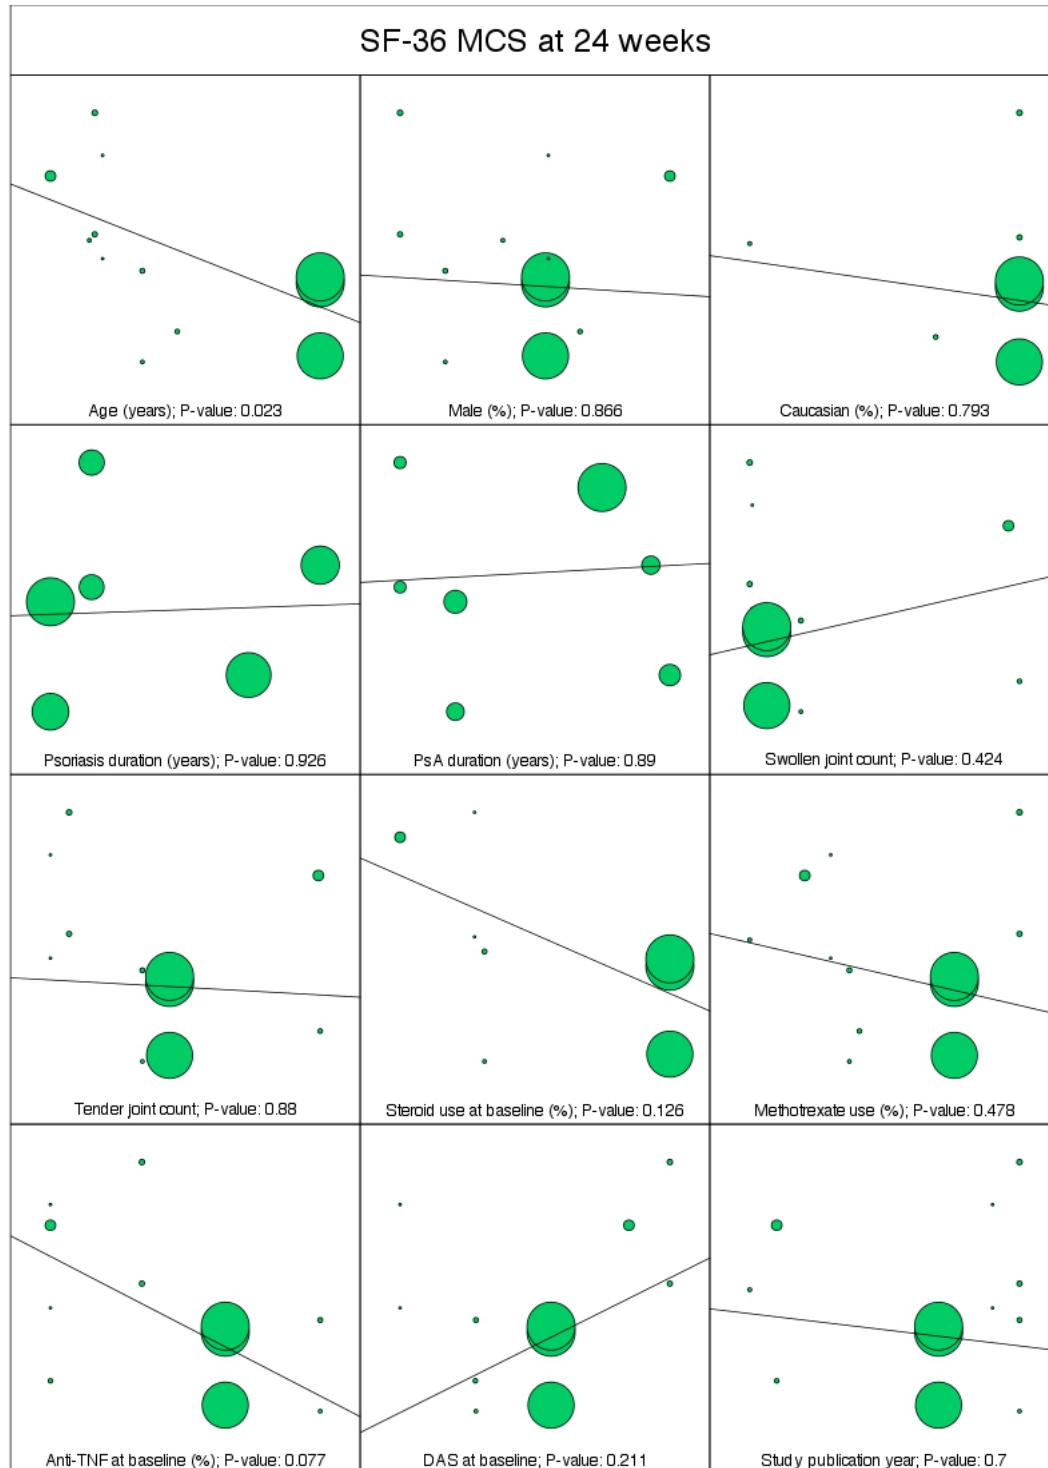 SF-36 MCS at 24 weeks
Age (years); P-value: 0.023
Male (%); P-value: 0.866
Caucasian (%); P-value: 0.793
Psoriasis duration (years); P-value: 0.926
PsA duration (years); P-value: 0.89
Swollen joint count; P-value: 0.424
Tender joint count; P-value: 0.88
Steroid use at baseline (%); P-value: 0.126
Methotrexate use (%); P-value: 0.478
Anti-TNF at baseline (%); P-value: 0.077
DAS at baseline; P-value: 0.211
Study publication year; P-value: 0.7